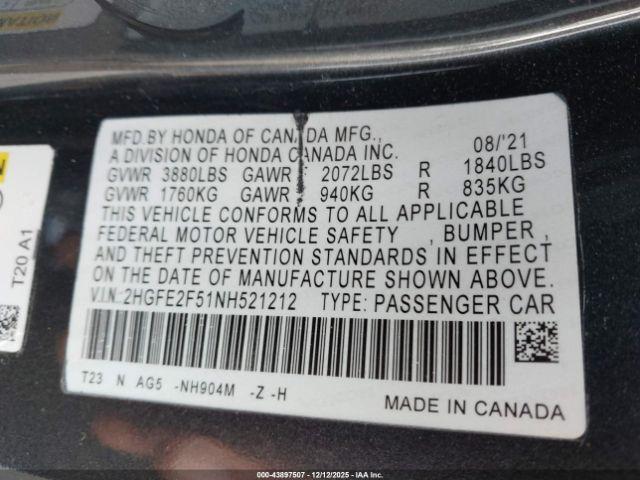 MFD.BY HONDA OF CANADA MFG.,
A DIVISION OF HONDA CANADA INC. 08/'21
GVWR 3880LBS GAWR F 2072LBS R 1840LBS
GVWR 1760KG GAWR F 940KG R 835KG
THIS VEHICLE CONFORMS TO ALL APPLICABLE
FEDERAL MOTOR VEHICLE SAFETY , BUMPER ,
AND THEFT PREVENTION STANDARDS IN EFFECT
ON THE DATE OF MANUFACTURE SHOWN ABOVE.
V.I.N. 2HGFE2F51NH521212 TYPE: PASSENGER CAR
T23 N AG5 -NH904M -Z -H
MADE IN CANADA
T20 A1
000-43897507 - 12/12/2025 - IAA Inc.